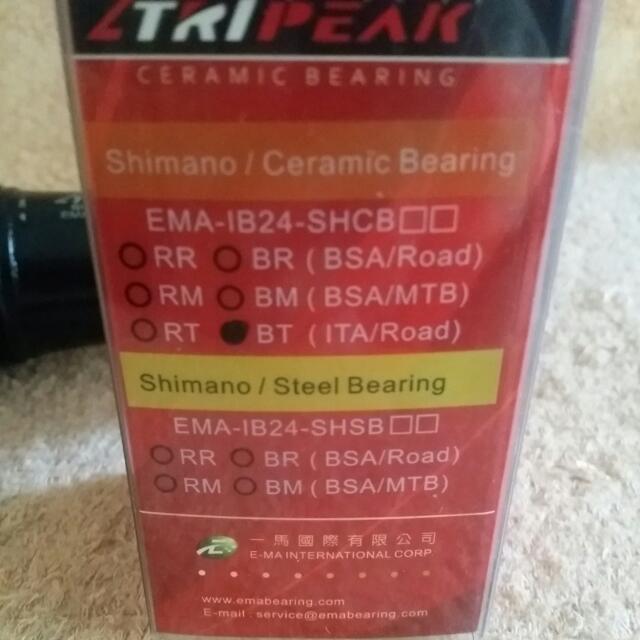 TRIPEAK
CERAMIC BEARING
Shimano / Ceramic Bearing
EMA-IB24-SHCB□□
RR BR (BSA/Road)
RM BM (BSA/MTB)
RT BT (ITA/Road)
Shimano / Steel Bearing
EMA-IB24-SHSB□□
RR BR (BSA/Road)
RM BM (BSA/MTB)
一馬國際有限公司
E-MA INTERNATIONAL CORP
www.emabearing.com
E-mail : service@emabearing.com